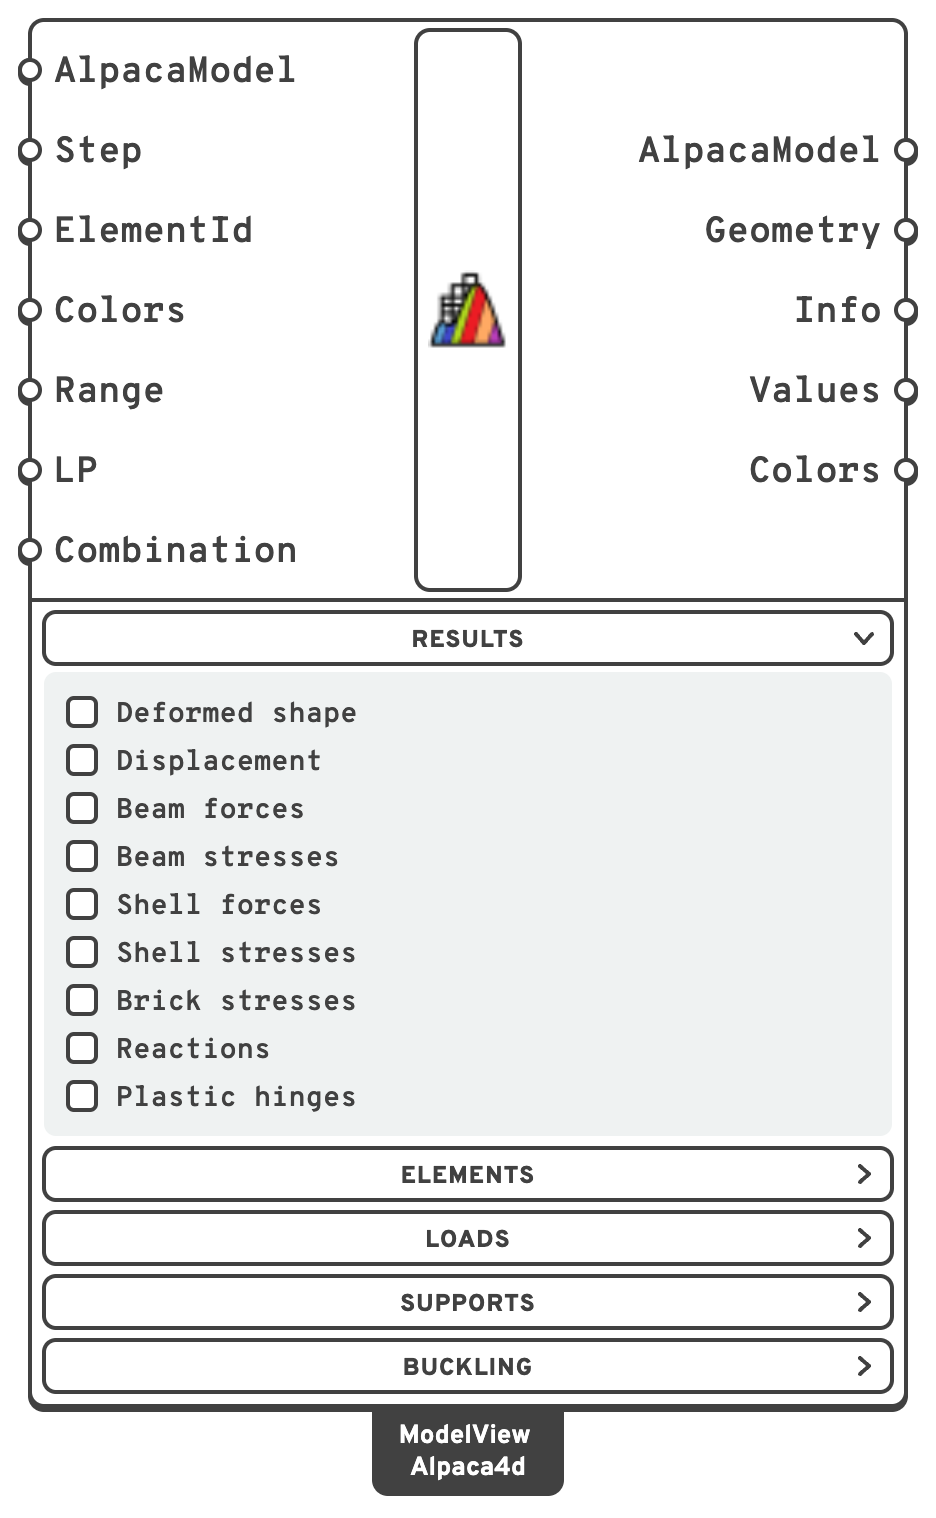 AlpacaModel
Step
ElementId
Colors
Range
LP
Combination
AlpacaModel
Geometry
Info
Values
Colors
RESULTS
Deformed shape
Displacement
Beam forces
Beam stresses
Shell forces
Shell stresses
Brick stresses
Reactions
Plastic hinges
ELEMENTS
LOADS
SUPPORTS
BUCKLING
ModelView
Alpaca4d